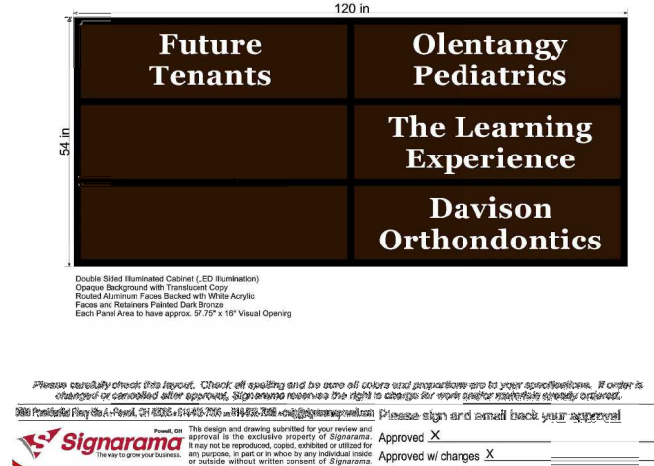 120 in
Future
Tenants
Olentangy
Pediatrics
54 in
The Learning
Experience
Davison
Orthondontics
Double Sided Illuminated Cabinet (LED Illumination)
Opaque Background with Translucent Copy
Routed Aluminum Faces Backed with White Acrylic
Faces and Retainers Painted Dark Bronze
Each Panel Area to have approx. 57.75" x 16" Visual Opening
Please carefully check this layout. Check all spelling and be sure all colors and proportions are to your specifications. If order is
changed or cancelled after approval, Signarama reserves the right to charge for work and/or materials already ordered.
Powell, OH
Please sign and email back your approval
Powell, OH
Signarama
The way to grow your business.
This design and drawing submitted for your review and
approval is the exclusive property of Signarama.
It may not be reproduced, copied, exhibited or utilized for
any purpose, in part or in whole by any individual inside
or outside without written consent of Signarama.
Approved X
Approved w/ changes X